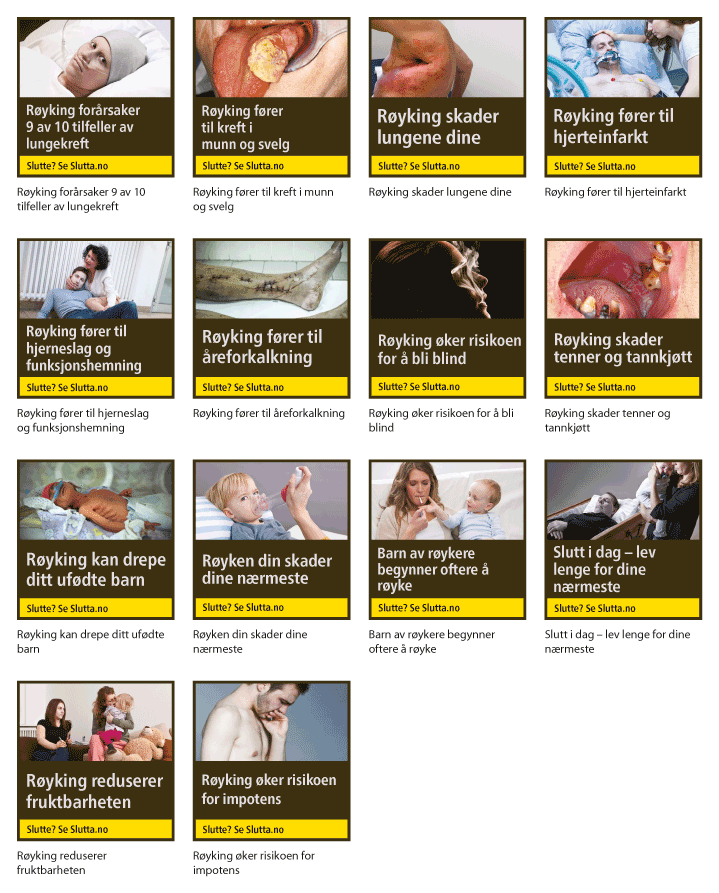 Røyking forårsaker
9 av 10 tilfeller av
lungekreft
Slutte? Se Slutta.no
Røyking forårsaker 9 av 10
tilfeller av lungekreft
Røyking fører
til kreft i
munn og svelg
Slutte? Se Slutta.no
Røyking fører til kreft i munn
og svelg
Røyking skader
lungene dine
Slutte? Se Slutta.no
Røyking skader lungene dine
Røyking fører til
hjerteinfarkt
Slutte? Se Slutta.no
Røyking fører til hjerteinfarkt
Røyking fører til
hjerneslag og
funksjonshemning
Slutte? Se Slutta.no
Røyking fører til hjerneslag
og funksjonshemning
Røyking fører til
åreforkalkning
Slutte? Se Slutta.no
Røyking fører til åreforkalkning
Røyking øker risikoen
for å bli blind
Slutte? Se Slutta.no
Røyking øker risikoen for å bli
blind
Røyking skader
tenner og tannkjøtt
Slutte? Se Slutta.no
Røyking skader tenner og
tannkjøtt
Røyking kan drepe
ditt ufødte barn
Slutte? Se Slutta.no
Røyking kan drepe ditt ufødte
barn
Røyken din skader
dine nærmeste
Slutte? Se Slutta.no
Røyken din skader dine
nærmeste
Barn av røykere
begynner oftere å
røyke
Slutte? Se Slutta.no
Barn av røykere begynner
oftere å røyke
Slutt i dag – lev
lenge for dine
nærmeste
Slutte? Se Slutta.no
Slutt i dag – lev lenge for dine
nærmeste
Røyking reduserer
fruktbarheten
Slutte? Se Slutta.no
Røyking reduserer
fruktbarheten
Røyking øker risikoen
for impotens
Slutte? Se Slutta.no
Røyking øker risikoen for
impotens